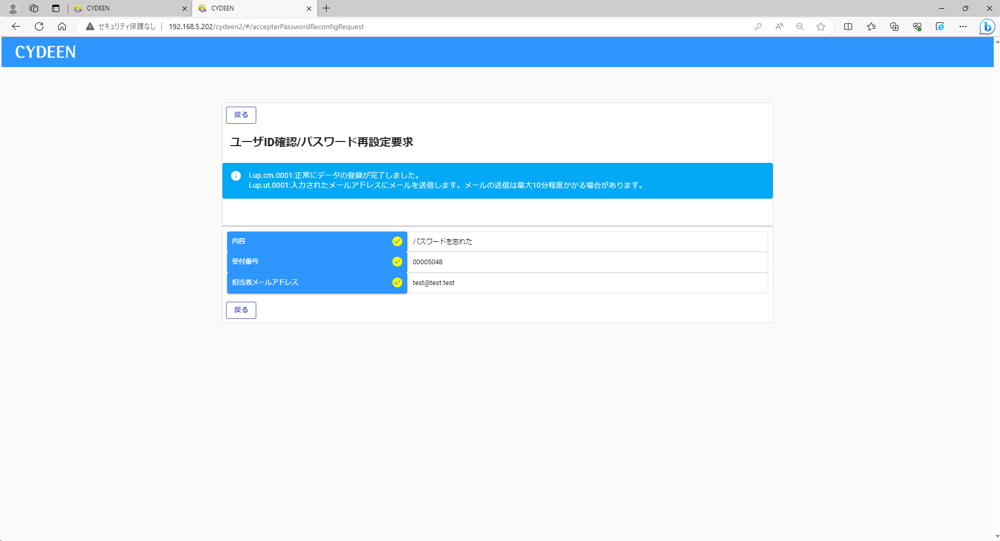 CYDEEN
CYDEEN
セキュリティ保護なし
192.168.5.202/cydeen2/#/accepterPasswordReconfigRequest
CYDEEN
戻る
ユーザID確認/パスワード再設定要求
i.up.cm.0001:正常にデータの登録が完了しました。
i.up.ut.0001:入力されたメールアドレスにメールを送信します。メールの送信は最大10分程度かかる場合があります。
内容
パスワードを忘れた
受付番号
00005048
担当者メールアドレス
test@test.test
戻る